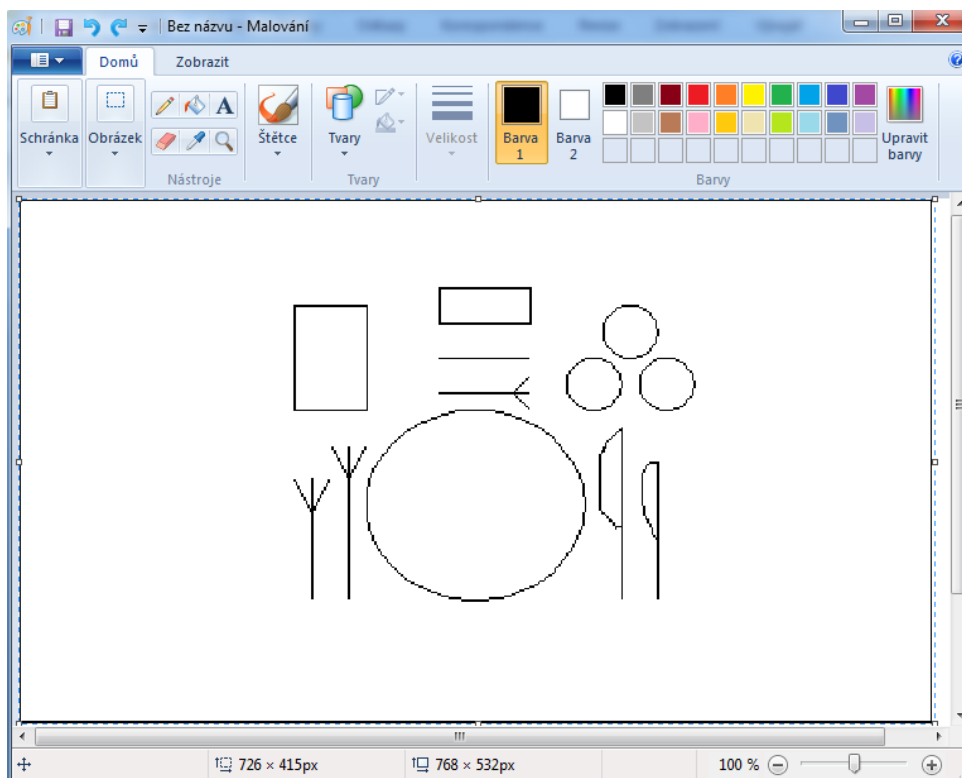 Bez názvu - Malování
Domů Zobrazit
Schránka Obrázek A Štětce Tvary Velikost Barva 1 Barva 2 Upravit barvy
Nástroje Tvary Barvy
726 × 415px 768 × 532px 100 %